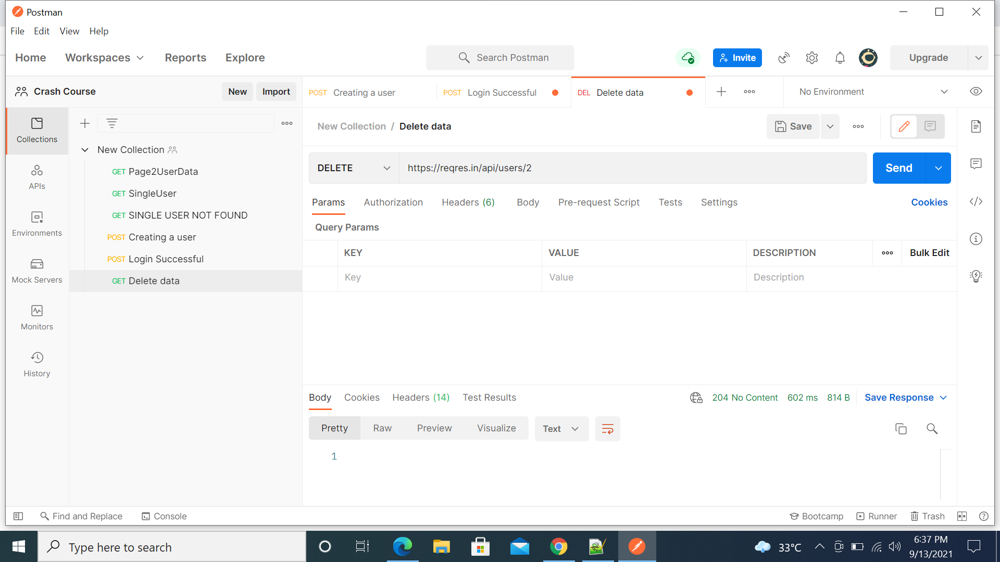 Postman
File Edit View Help
Home Workspaces Reports Explore Search Postman Invite Upgrade
Crash Course New Import
POST Creating a user POST Login Successful DEL Delete data No Environment
Collections
APIs
Environments
Mock Servers
Monitors
History
New Collection
GET Page2UserData
GET SingleUser
GET SINGLE USER NOT FOUND
POST Creating a user
POST Login Successful
GET Delete data
New Collection / Delete data Save
DELETE https://reqres.in/api/users/2 Send
Params Authorization Headers (6) Body Pre-request Script Tests Settings Cookies
Query Params
KEY VALUE DESCRIPTION Bulk Edit
Key Value Description
Body Cookies Headers (14) Test Results 204 No Content 602 ms 814 B Save Response
Pretty Raw Preview Visualize Text
1
Find and Replace Console Bootcamp Runner Trash
Type here to search 33°C 6:37 PM
9/13/2021